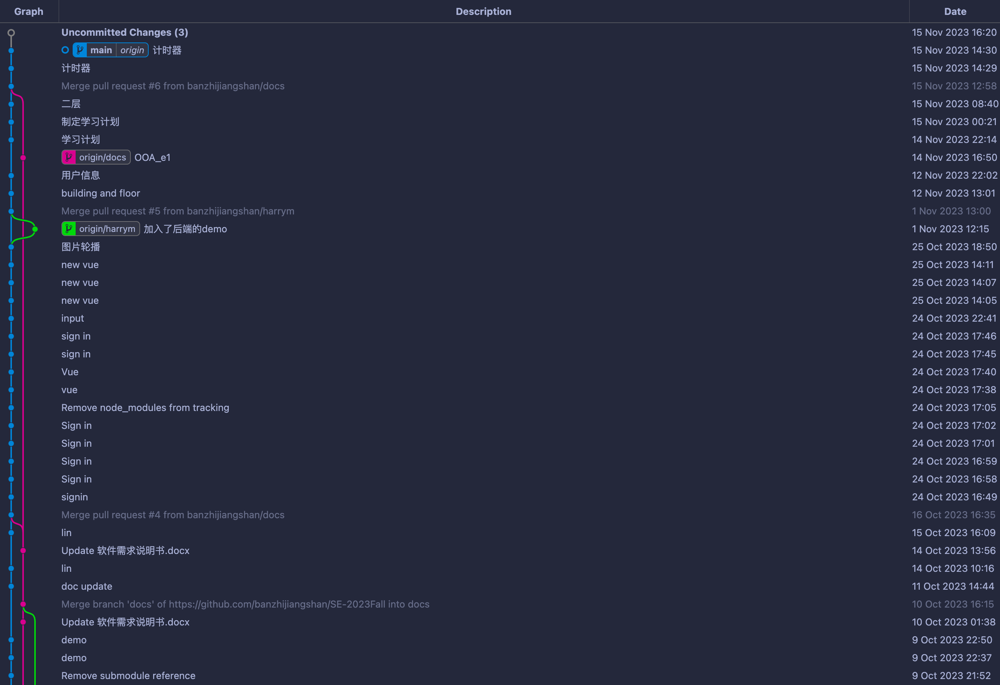 Graph Description Date
Uncommitted Changes (3) 15 Nov 2023 16:20
main origin 计时器 15 Nov 2023 14:30
计时器 15 Nov 2023 14:29
Merge pull request #6 from banzhijiangshan/docs 15 Nov 2023 12:58
二层 15 Nov 2023 08:40
制定学习计划 15 Nov 2023 00:21
学习计划 14 Nov 2023 22:14
origin/docs OOA_e1 14 Nov 2023 16:50
用户信息 12 Nov 2023 22:02
building and floor 12 Nov 2023 13:01
Merge pull request #5 from banzhijiangshan/harrym 1 Nov 2023 13:00
origin/harrym 加入了后端的demo 1 Nov 2023 12:15
图片轮播 25 Oct 2023 18:50
new vue 25 Oct 2023 14:11
new vue 25 Oct 2023 14:07
new vue 25 Oct 2023 14:05
input 24 Oct 2023 22:41
sign in 24 Oct 2023 17:46
sign in 24 Oct 2023 17:45
Vue 24 Oct 2023 17:40
vue 24 Oct 2023 17:38
Remove node_modules from tracking 24 Oct 2023 17:05
Sign in 24 Oct 2023 17:02
Sign in 24 Oct 2023 17:01
Sign in 24 Oct 2023 16:59
Sign in 24 Oct 2023 16:58
signin 24 Oct 2023 16:49
Merge pull request #4 from banzhijiangshan/docs 16 Oct 2023 16:35
lin 15 Oct 2023 16:09
Update 软件需求说明书.docx 14 Oct 2023 13:56
lin 14 Oct 2023 10:16
doc update 11 Oct 2023 14:44
Merge branch 'docs' of https://github.com/banzhijiangshan/SE-2023Fall into docs 10 Oct 2023 16:15
Update 软件需求说明书.docx 10 Oct 2023 01:38
demo 9 Oct 2023 22:50
demo 9 Oct 2023 22:37
Remove submodule reference 9 Oct 2023 21:52